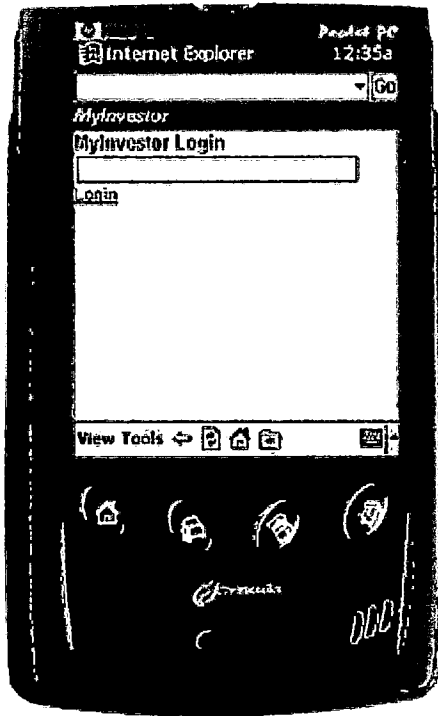 Pocket PC
Internet Explorer 12:35a
Go
MyInvestor
MyInvestor Login
Login
View Tools